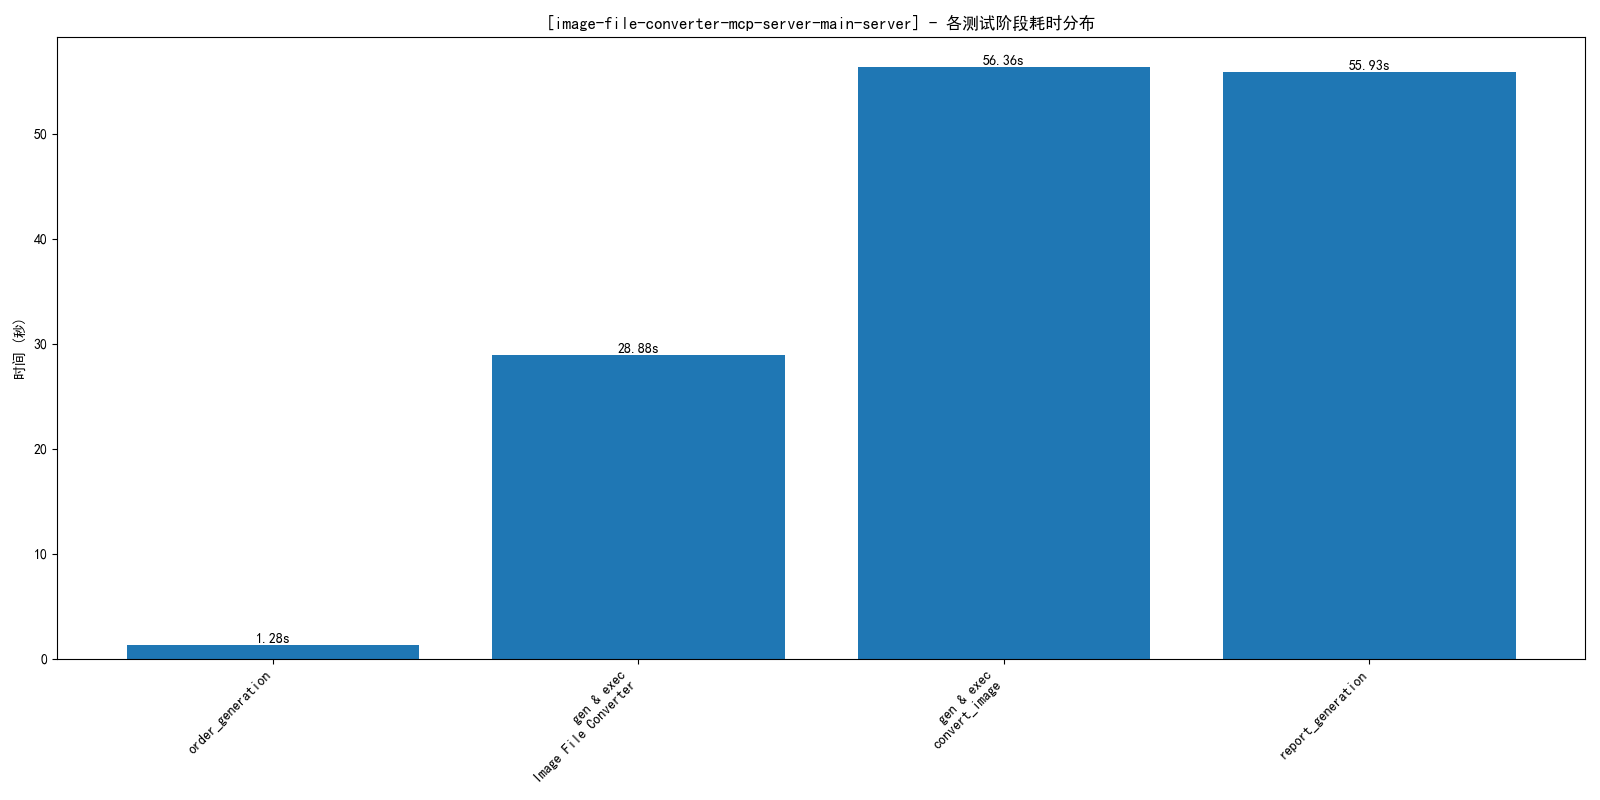 [image-file-converter-mcp-server-main-server] - 各测试阶段耗时分布
时间 (秒)
50
40
30
20
10
0
1.28s
28.88s
56.36s
55.93s
order_generation
gen & exec
Image File Converter
gen & exec
convert_image
report_generation